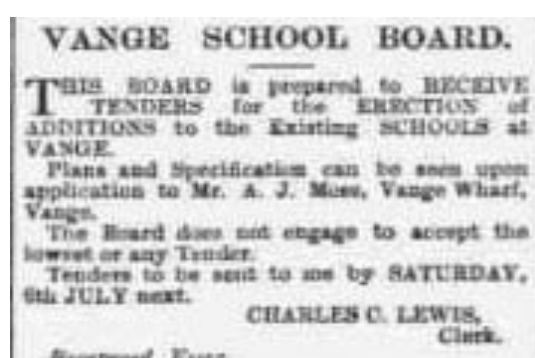 VANGE SCHOOL BOARD.
THIS BOARD is prepared to RECEIVE
TENDERS for the ERECTION of
ADDITIONS to the Existing SCHOOLS at
VANGE.
Plans and Specification can be seen upon
application to Mr. A. J. Moss, Vange Wharf,
Vange.
The Board does not engage to accept the
lowest or any Tender.
Tenders to be sent to me by SATURDAY,
6th JULY next.
CHARLES C. LEWIS,
Clerk.